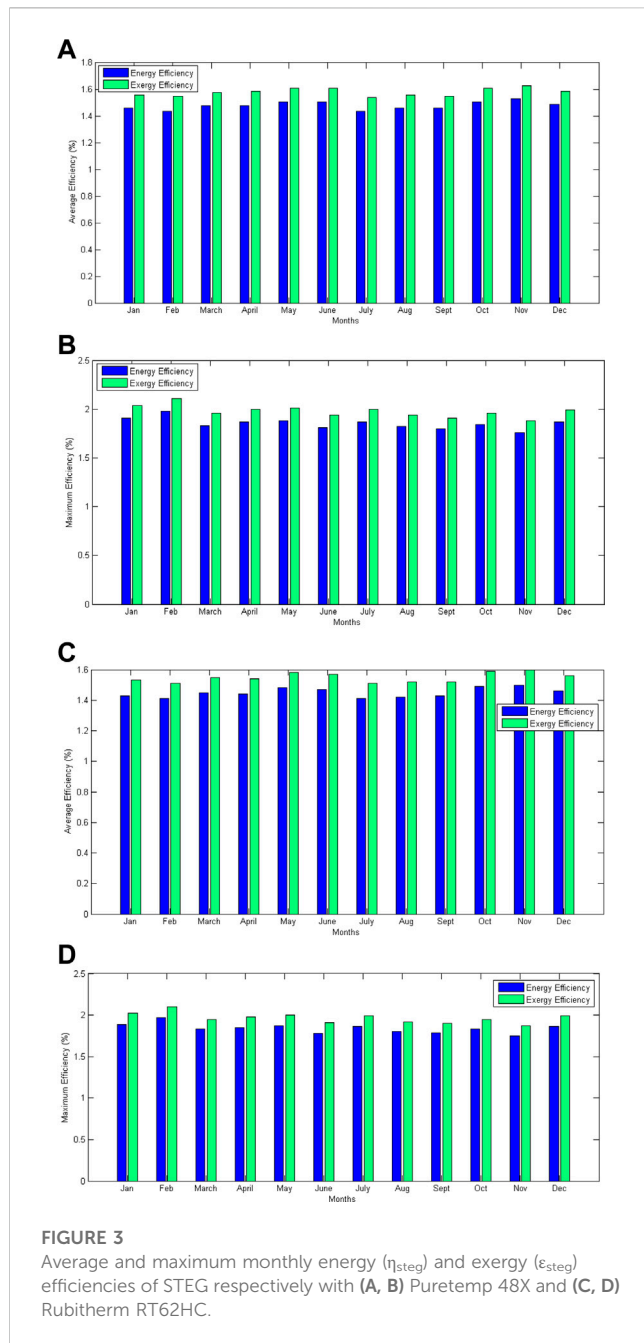 A
Energy Efficiency
Exergy Efficiency
1.8
1.6
1.4
1.2
1
0.8
0.6
0.4
0.2
0
Average Efficiency (%)
Jan Feb March April May June July Aug Sept Oct Nov Dec
Months
B
Energy Efficiency
Exergy Efficiency
2.5
2
1.5
1
0.5
0
Maximum Efficiency (%)
Jan Feb March April May June July Aug Sept Oct Nov Dec
Months
C
Energy Efficiency
Exergy Efficiency
1.6
1.4
1.2
1
0.8
0.6
0.4
0.2
0
Average Efficiency (%)
Jan Feb March April May June July Aug Sept Oct Nov Dec
Months
D
Energy Efficiency
Exergy Efficiency
2.5
2
1.5
1
0.5
0
Maximum Efficiency (%)
Jan Feb March April May June July Aug Sept Oct Nov Dec
Months
FIGURE 3
Average and maximum monthly energy (ηsteg) and exergy (εsteg)
efficiencies of STEG respectively with (A, B) Puretemp 48X and (C, D)
Rubitherm RT62HC.